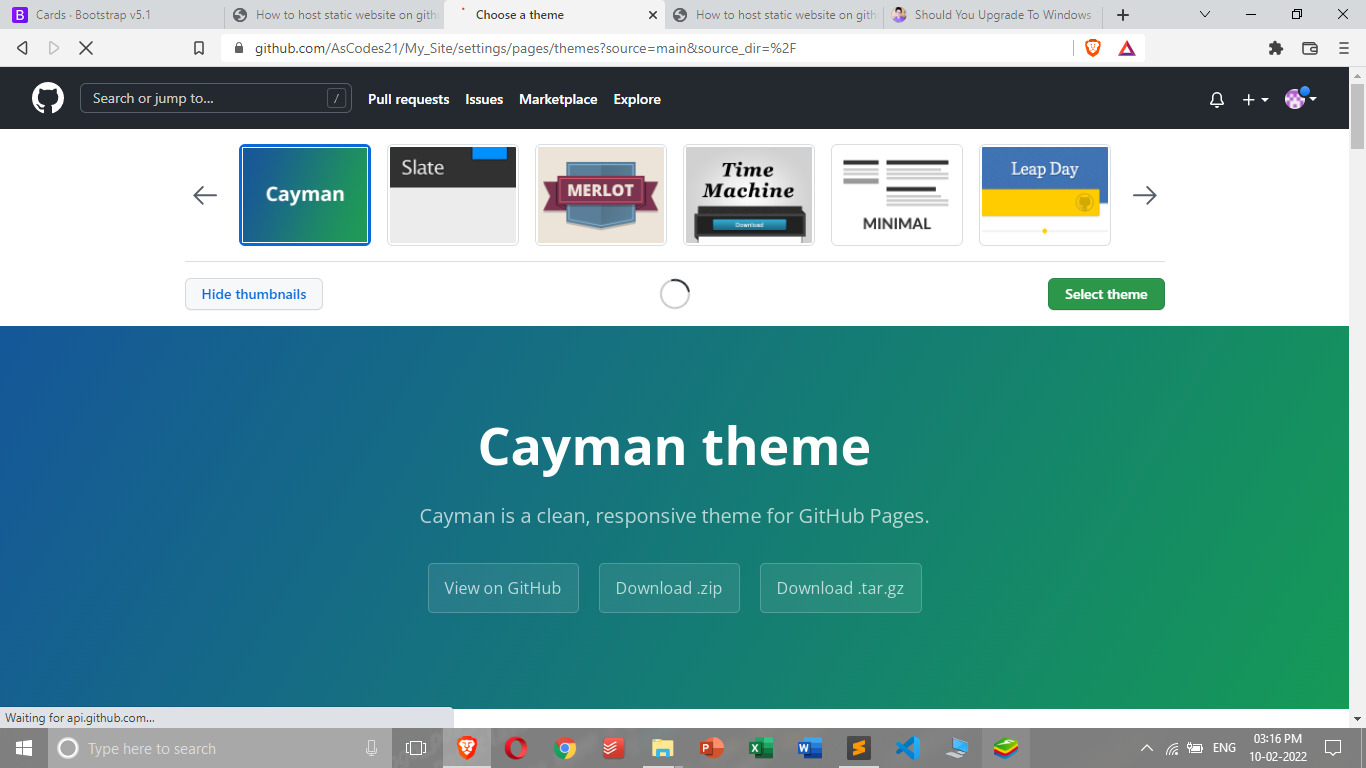 Cards · Bootstrap v5.1
How to host static website on gith
Choose a theme
How to host static website on gith
Should You Upgrade To Windows
github.com/AsCodes21/My_Site/settings/pages/themes?source=main&source_dir=%2F
Search or jump to...
/
Pull requests
Issues
Marketplace
Explore
Cayman
Slate
MERLOT
Time
Machine
Download
MINIMAL
Leap Day
Hide thumbnails
Select theme
Cayman theme
Cayman is a clean, responsive theme for GitHub Pages.
View on GitHub
Download .zip
Download .tar.gz
Waiting for api.github.com...
Type here to search
ENG
03:16 PM
10-02-2022